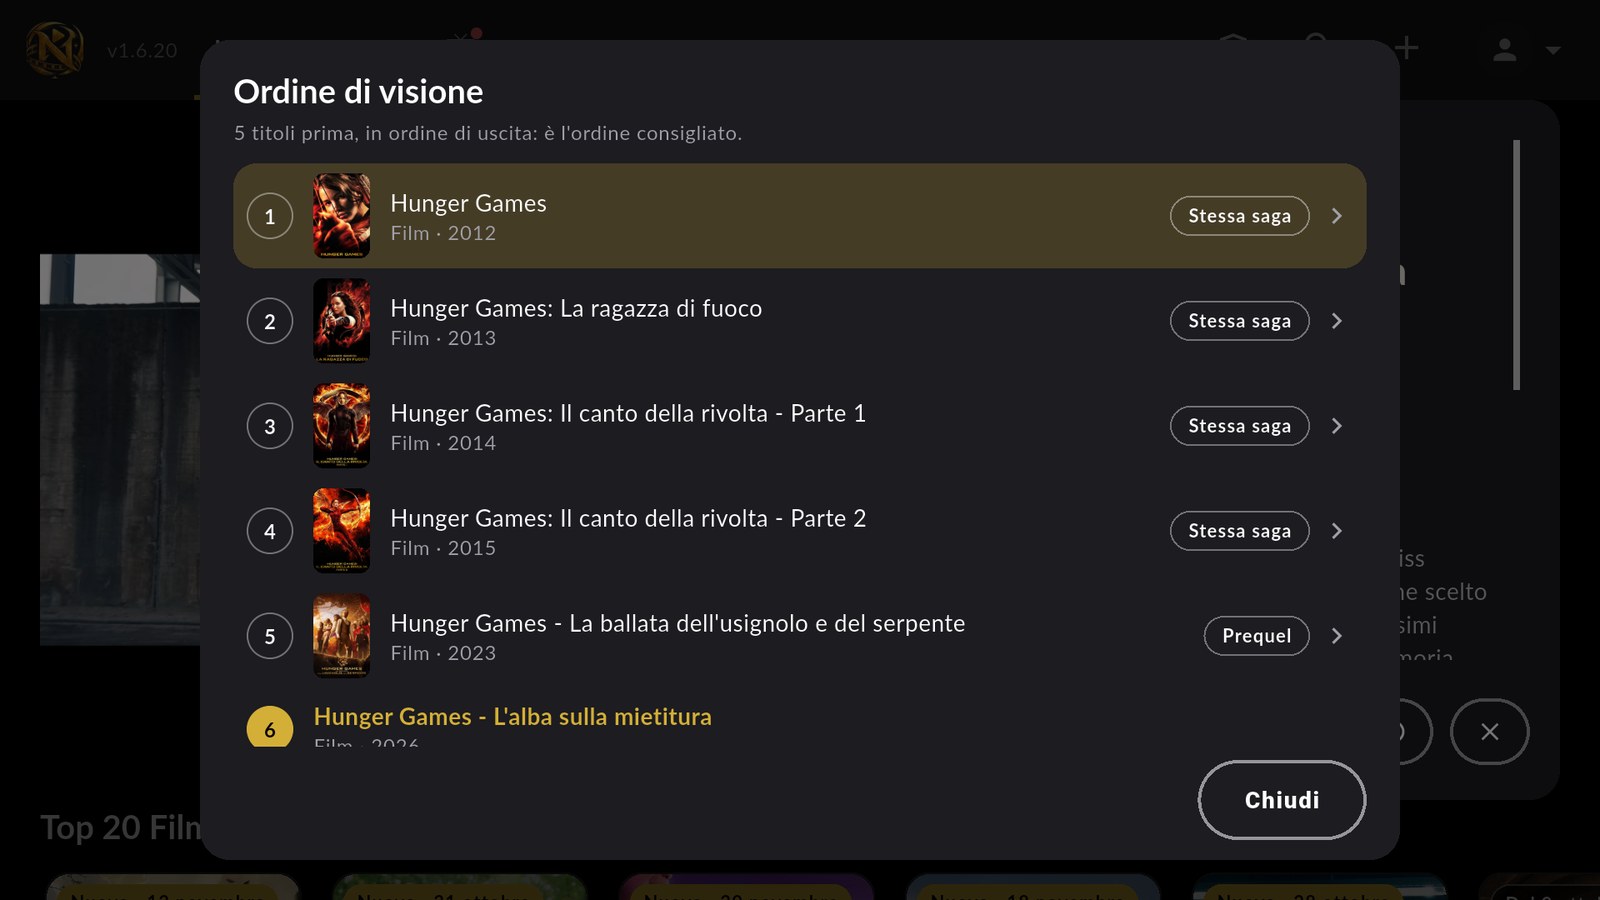 v1.6.20
Ordine di visione
5 titoli prima, in ordine di uscita: è l'ordine consigliato.
1
Hunger Games
Film · 2012
Stessa saga
2
Hunger Games: La ragazza di fuoco
Film · 2013
Stessa saga
3
Hunger Games: Il canto della rivolta - Parte 1
Film · 2014
Stessa saga
4
Hunger Games: Il canto della rivolta - Parte 2
Film · 2015
Stessa saga
5
Hunger Games - La ballata dell'usignolo e del serpente
Film · 2023
Prequel
6
Hunger Games - L'alba sulla mietitura
Film · 2026
Chiudi
scelto
Top 20 Film